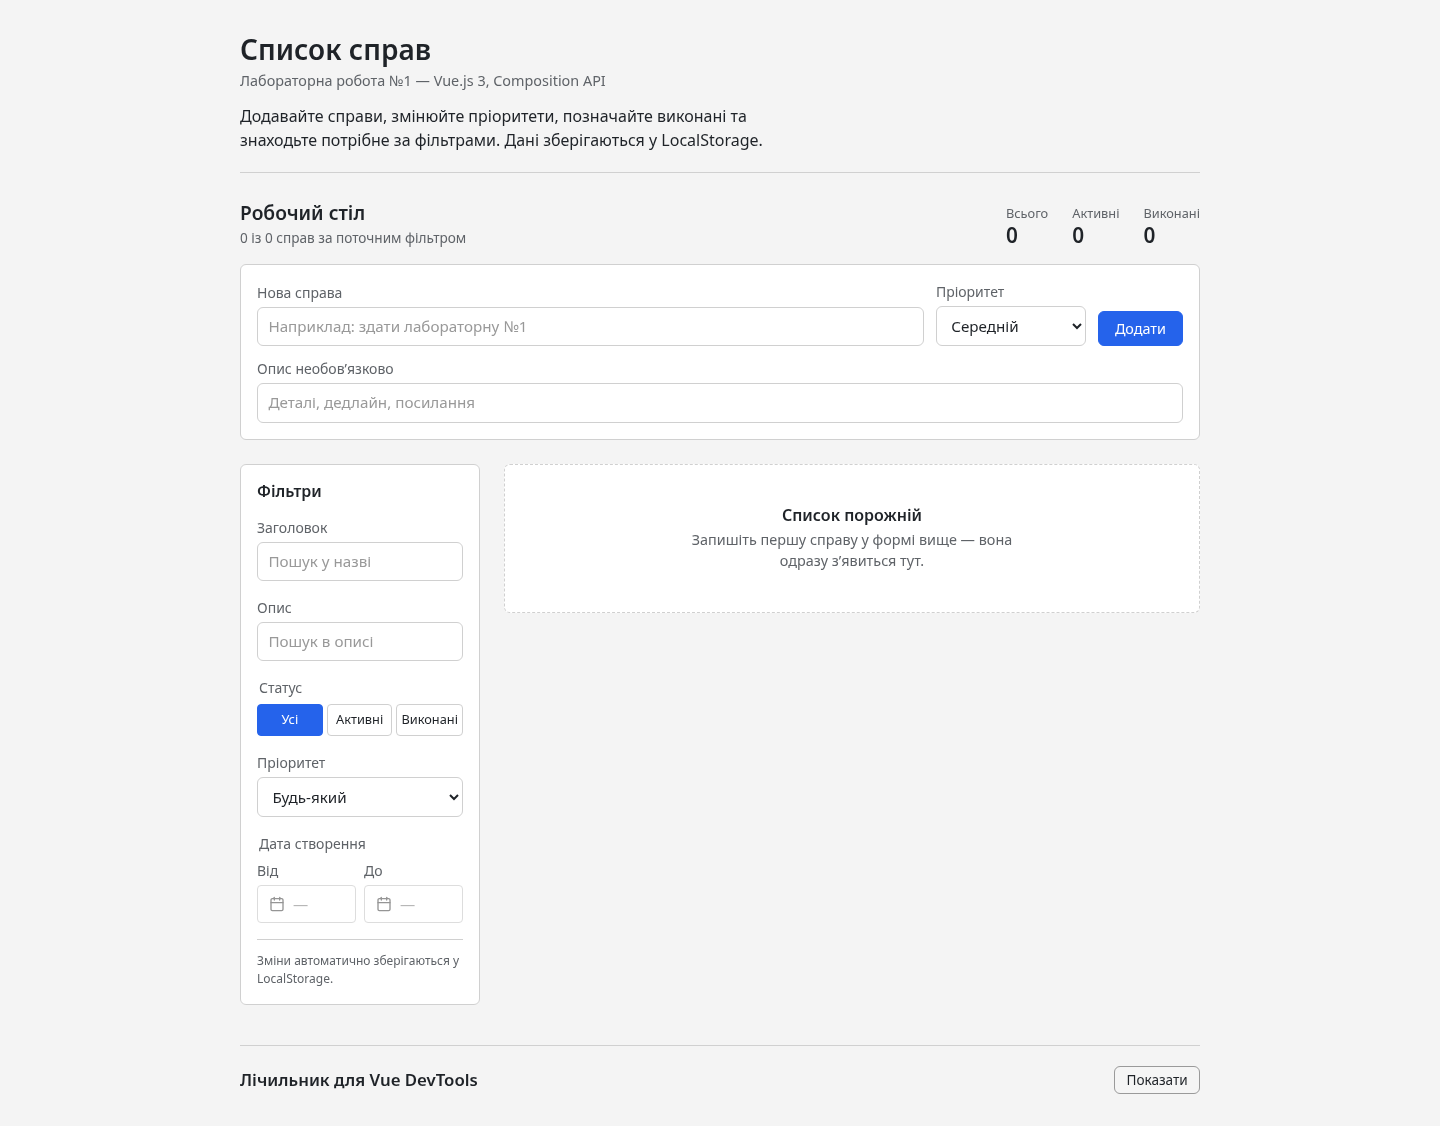 Список справ
Лабораторна робота №1 — Vue.js 3, Composition API
Додавайте справи, змінюйте пріоритети, позначайте виконані та
знаходьте потрібне за фільтрами. Дані зберігаються у LocalStorage.
Робочий стіл
0 із 0 справ за поточним фільтром
Всього
0
Активні
0
Виконані
0
Нова справа
Наприклад: здати лабораторну №1
Пріоритет
Середній
Додати
Опис необов’язково
Деталі, дедлайн, посилання
Фільтри
Заголовок
Пошук у назві
Опис
Пошук в описі
Статус
Усі
Активні
Виконані
Пріоритет
Будь-який
Дата створення
Від
До
—
—
Зміни автоматично зберігаються у
LocalStorage.
Список порожній
Запишіть першу справу у формі вище — вона
одразу з’явиться тут.
Лічильник для Vue DevTools
Показати